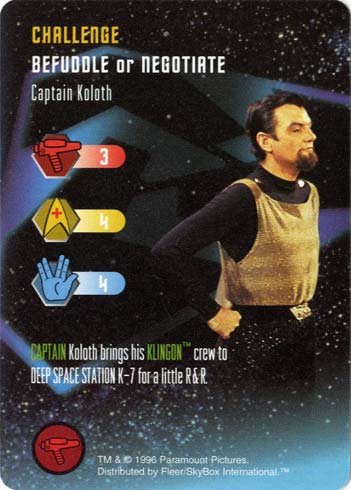 CHALLENGE
BEFUDDLE or NEGOTIATE
Captain Koloth
3
4
4
CAPTAIN Koloth brings his KLINGON™ crew to
DEEP SPACE STATION K-7 for a little R & R.
TM & © 1996 Paramount Pictures.
Distributed by Fleer/SkyBox International.™